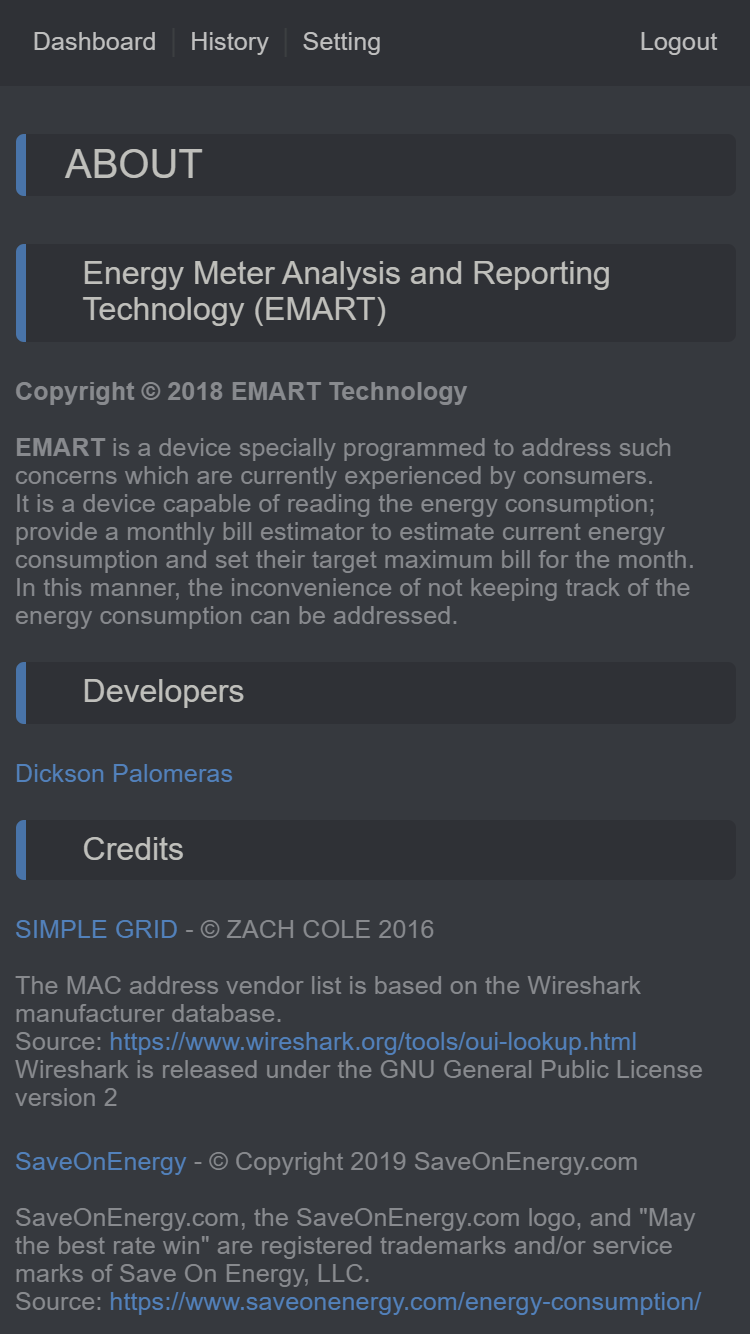 Dashboard History Setting Logout
ABOUT
Energy Meter Analysis and Reporting
Technology (EMART)
Copyright © 2018 EMART Technology
EMART is a device specially programmed to address such
concerns which are currently experienced by consumers.
It is a device capable of reading the energy consumption;
provide a monthly bill estimator to estimate current energy
consumption and set their target maximum bill for the month.
In this manner, the inconvenience of not keeping track of the
energy consumption can be addressed.
Developers
Dickson Palomeras
Credits
SIMPLE GRID - © ZACH COLE 2016
The MAC address vendor list is based on the Wireshark
manufacturer database.
Source: https://www.wireshark.org/tools/oui-lookup.html
Wireshark is released under the GNU General Public License
version 2
SaveOnEnergy - © Copyright 2019 SaveOnEnergy.com
SaveOnEnergy.com, the SaveOnEnergy.com logo, and "May
the best rate win" are registered trademarks and/or service
marks of Save On Energy, LLC.
Source: https://www.saveonenergy.com/energy-consumption/